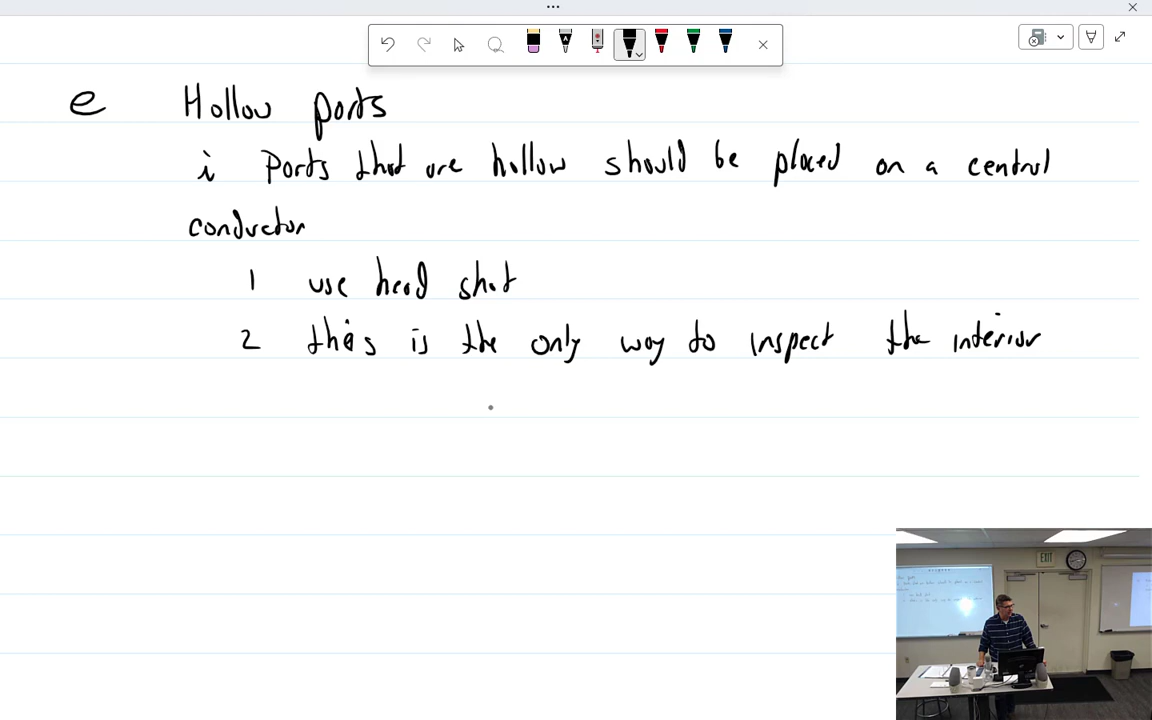 e Hollow parts
i Parts that are hollow should be placed on a central
conductor
1 use head shot
2 this is the only way to inspect the interior
EXIT